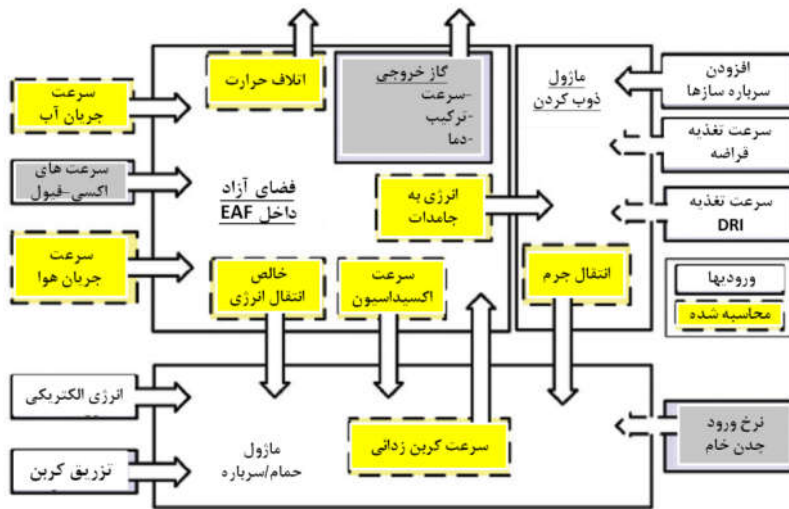 اتلاف حرارت
گاز خروجی
-سرعت
-ترکیب
-دما
ماژول
ذوب کردن
افزودن
سرباره سازها
سرعت
جریان آب
سرعت تغذیه
قراضه
سرعت های
اکسی-فیول
فضای آزاد
داخل EAF
انرژی به
جامدات
سرعت تغذیه
DRI
سرعت
جریان هوا
خالص
انتقال انرژی
سرعت
اکسیداسیون
انتقال جرم
ورودیها
محاسبه شده
انرژی الکتریکی
ماژول
حمام/سرباره
سرعت کربن زدائی
نرخ ورود
چدن خام
تزریق کربن